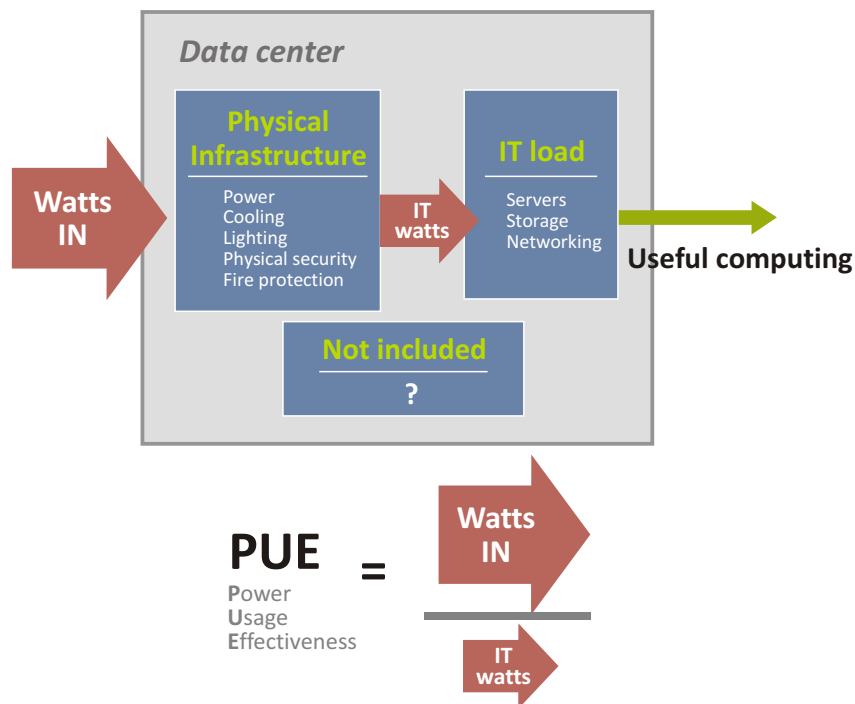 Data center
Physical
Infrastructure
Power
Cooling
Lighting
Physical security
Fire protection
Watts
IN
IT
watts
IT load
Servers
Storage
Networking
Useful computing
Not included
?
PUE
Power
Usage
Effectiveness
=
Watts
IN
IT
watts